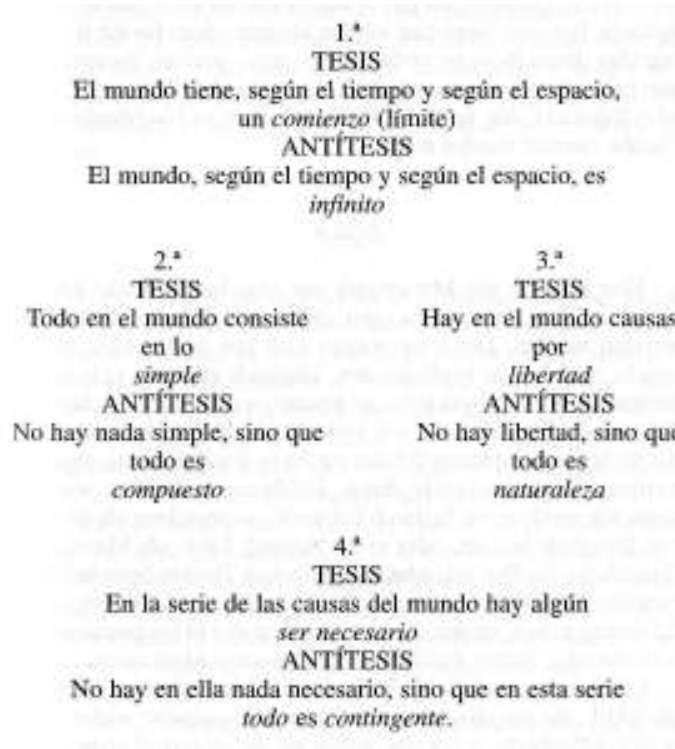 1.ª
TESIS
El mundo tiene, según el tiempo y según el espacio,
un comienzo (límite)
ANTÍTESIS
El mundo, según el tiempo y según el espacio, es
infinito
2.ª
TESIS
Todo en el mundo consiste
en lo
simple
ANTÍTESIS
No hay nada simple, sino que
todo es
compuesto
3.ª
TESIS
Hay en el mundo causas
por
libertad
ANTÍTESIS
No hay libertad, sino que
todo es
naturaleza
4.ª
TESIS
En la serie de las causas del mundo hay algún
ser necesario
ANTÍTESIS
No hay en ella nada necesario, sino que en esta serie
todo es contingente.